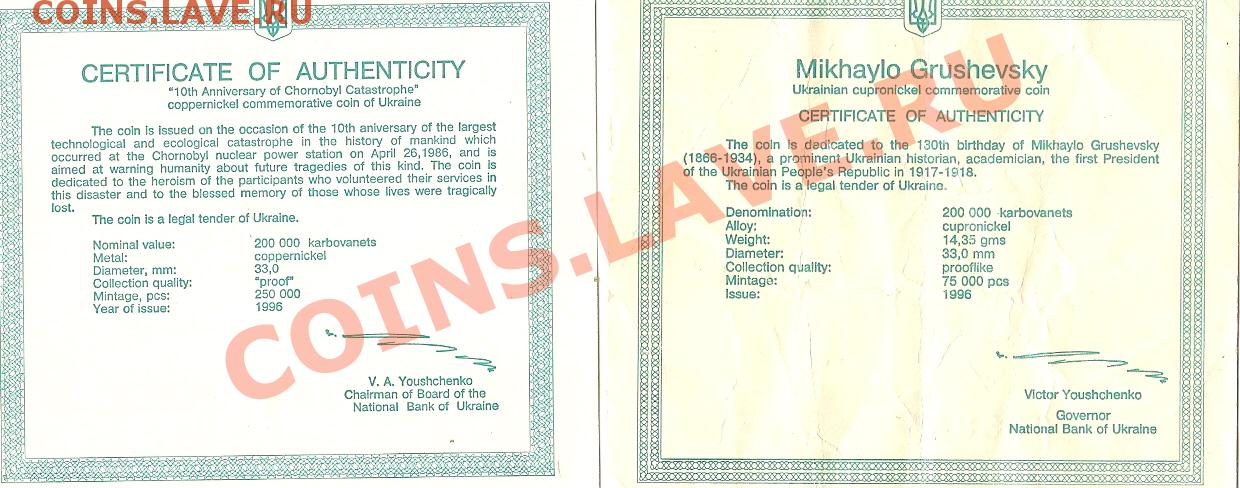 COINS.LAVE.RU
CERTIFICATE OF AUTHENTICITY
"10th Anniversary of Chornobyl Catastrophe"
coppernickel commemorative coin of Ukraine
The coin is issued on the occasion of the 10th aniversary of the largest
technological and ecological catastrophe in the history of mankind which
occurred at the Chornobyl nuclear power station on April 26,1986, and is
aimed at warning humanity about future tragedies of this kind. The coin is
dedicated to the heroism of the participants who volunteered their services in
this disaster and to the blessed memory of those whose lives were tragically
lost.
The coin is a legal tender of Ukraine.
Nominal value: 200 000 karbovanets
Metal: coppernickel
Diameter, mm: 33,0
Collection quality: "proof"
Mintage, pcs: 250 000
Year of issue: 1996
V. A. Youshchenko
Chairman of Board of the
National Bank of Ukraine
Mikhaylo Grushevsky
Ukrainian cupronickel commemorative coin
CERTIFICATE OF AUTHENTICITY
The coin is dedicated to the 130th birthday of Mikhaylo Grushevsky
(1866-1934), a prominent Ukrainian historian, academician, the first President
of the Ukrainian People's Republic in 1917-1918.
The coin is a legal tender of Ukraine.
Denomination: 200 000 karbovanets
Alloy: cupronickel
Weight: 14,35 gms
Diameter: 33,0 mm
Collection quality: prooflike
Mintage: 75 000 pcs
Issue: 1996
Victor Youshchenko
Governor
National Bank of Ukraine
COINS.LAVE.RU